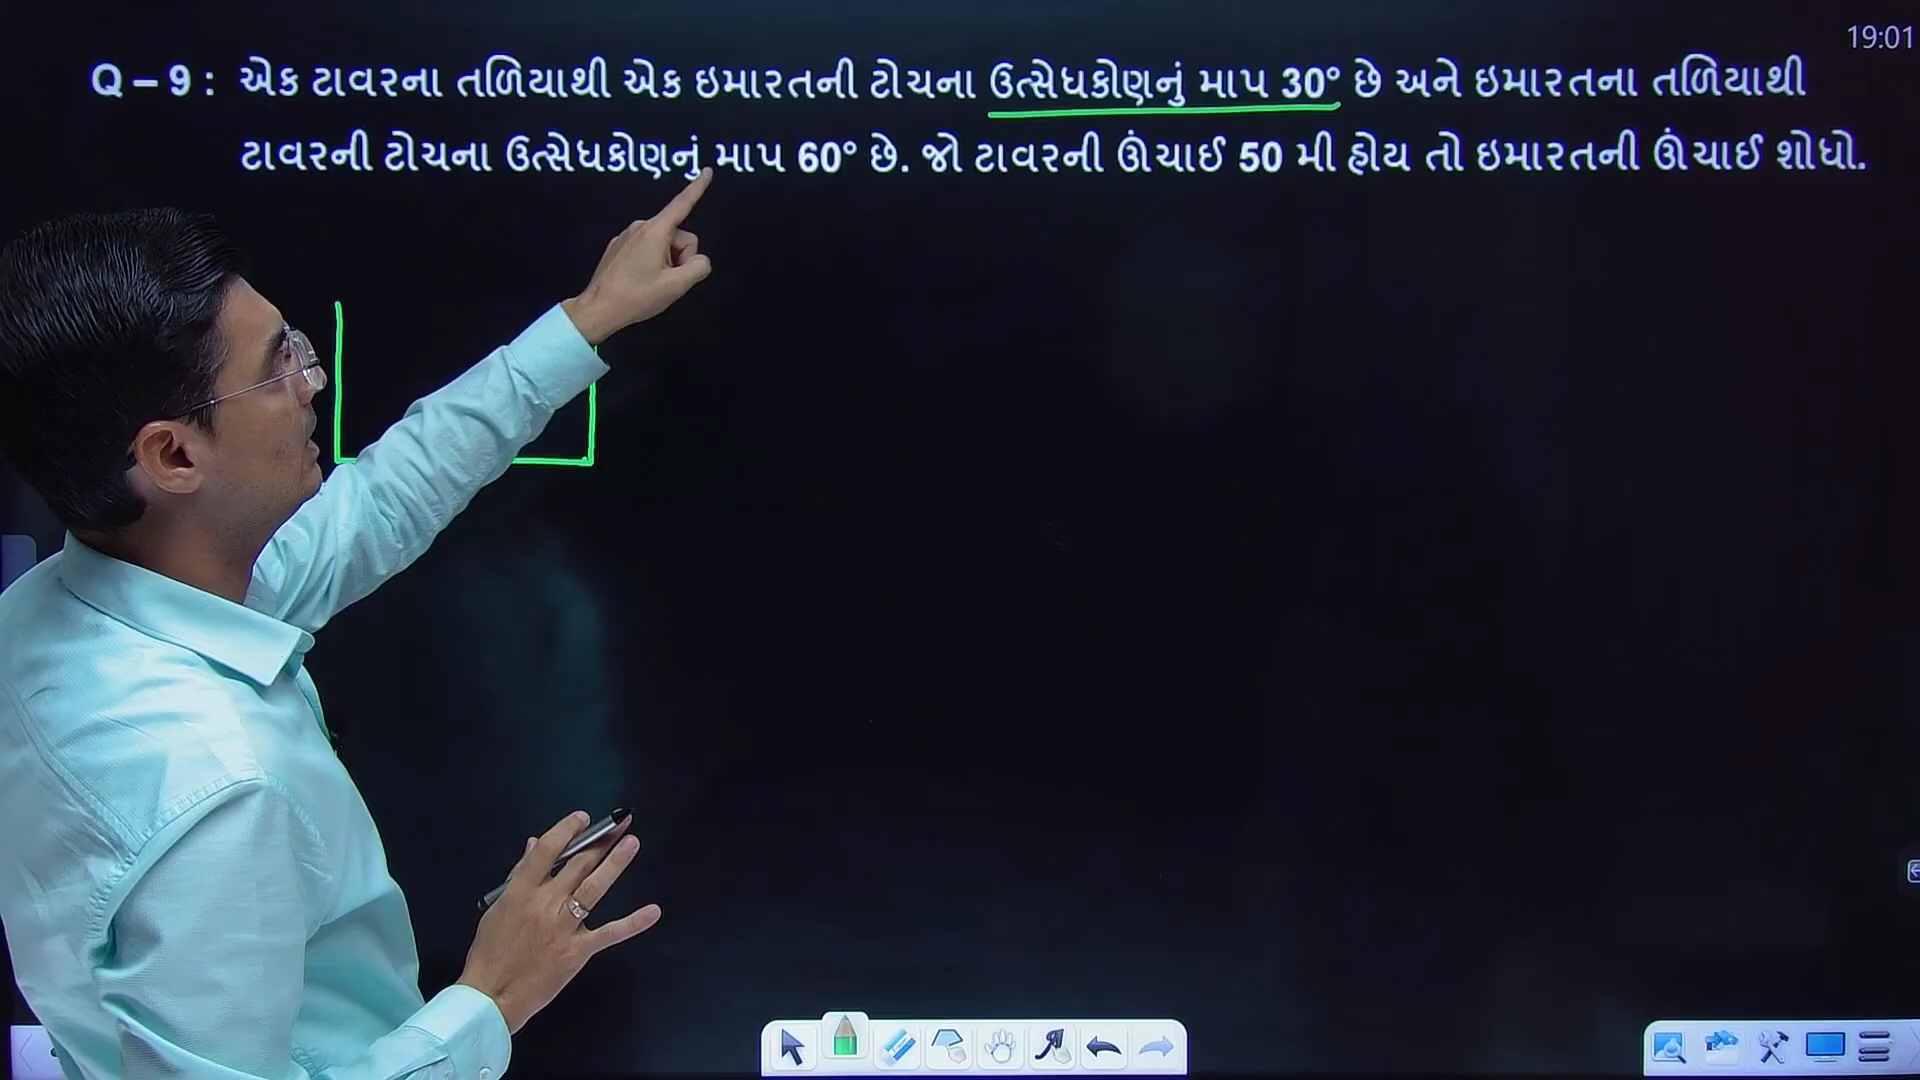 19:01
Q – 9 : એક ટાવરના તળિયાથી એક ઇમારતની ટોચના ઉત્સેધકોણનું માપ 30° છે અને ઇમારતના તળિયાથી
ટાવરની ટોચના ઉત્સેધકોણનું માપ 60° છે. જો ટાવરની ઊંચાઈ 50 મી હોય તો ઇમારતની ઊંચાઈ શોધો.